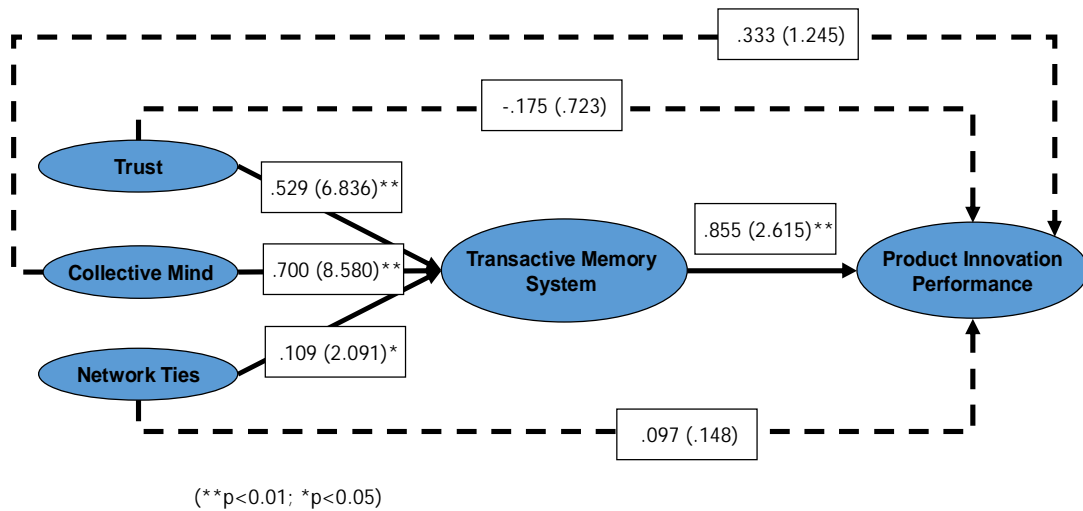 .333 (1.245)
-.175 (.723)
Trust
.529 (6.836)**
.855 (2.615)**
Collective Mind
.700 (8.580)**
Transactive Memory
System
Product Innovation
Performance
.109 (2.091)*
Network Ties
.097 (.148)
(**p<0.01; *p<0.05)